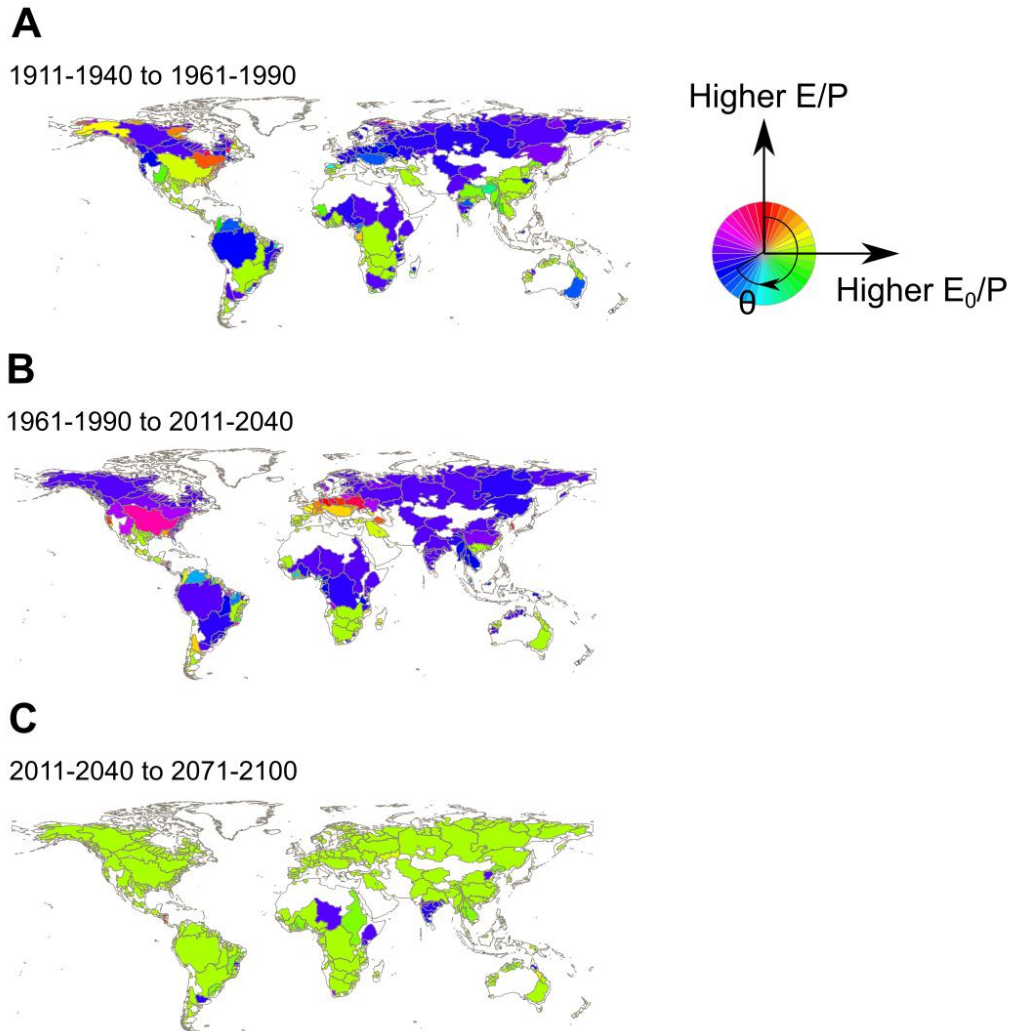 A
1911-1940 to 1961-1990
Higher E/P
Higher E₀/P
θ
B
1961-1990 to 2011-2040
C
2011-2040 to 2071-2100